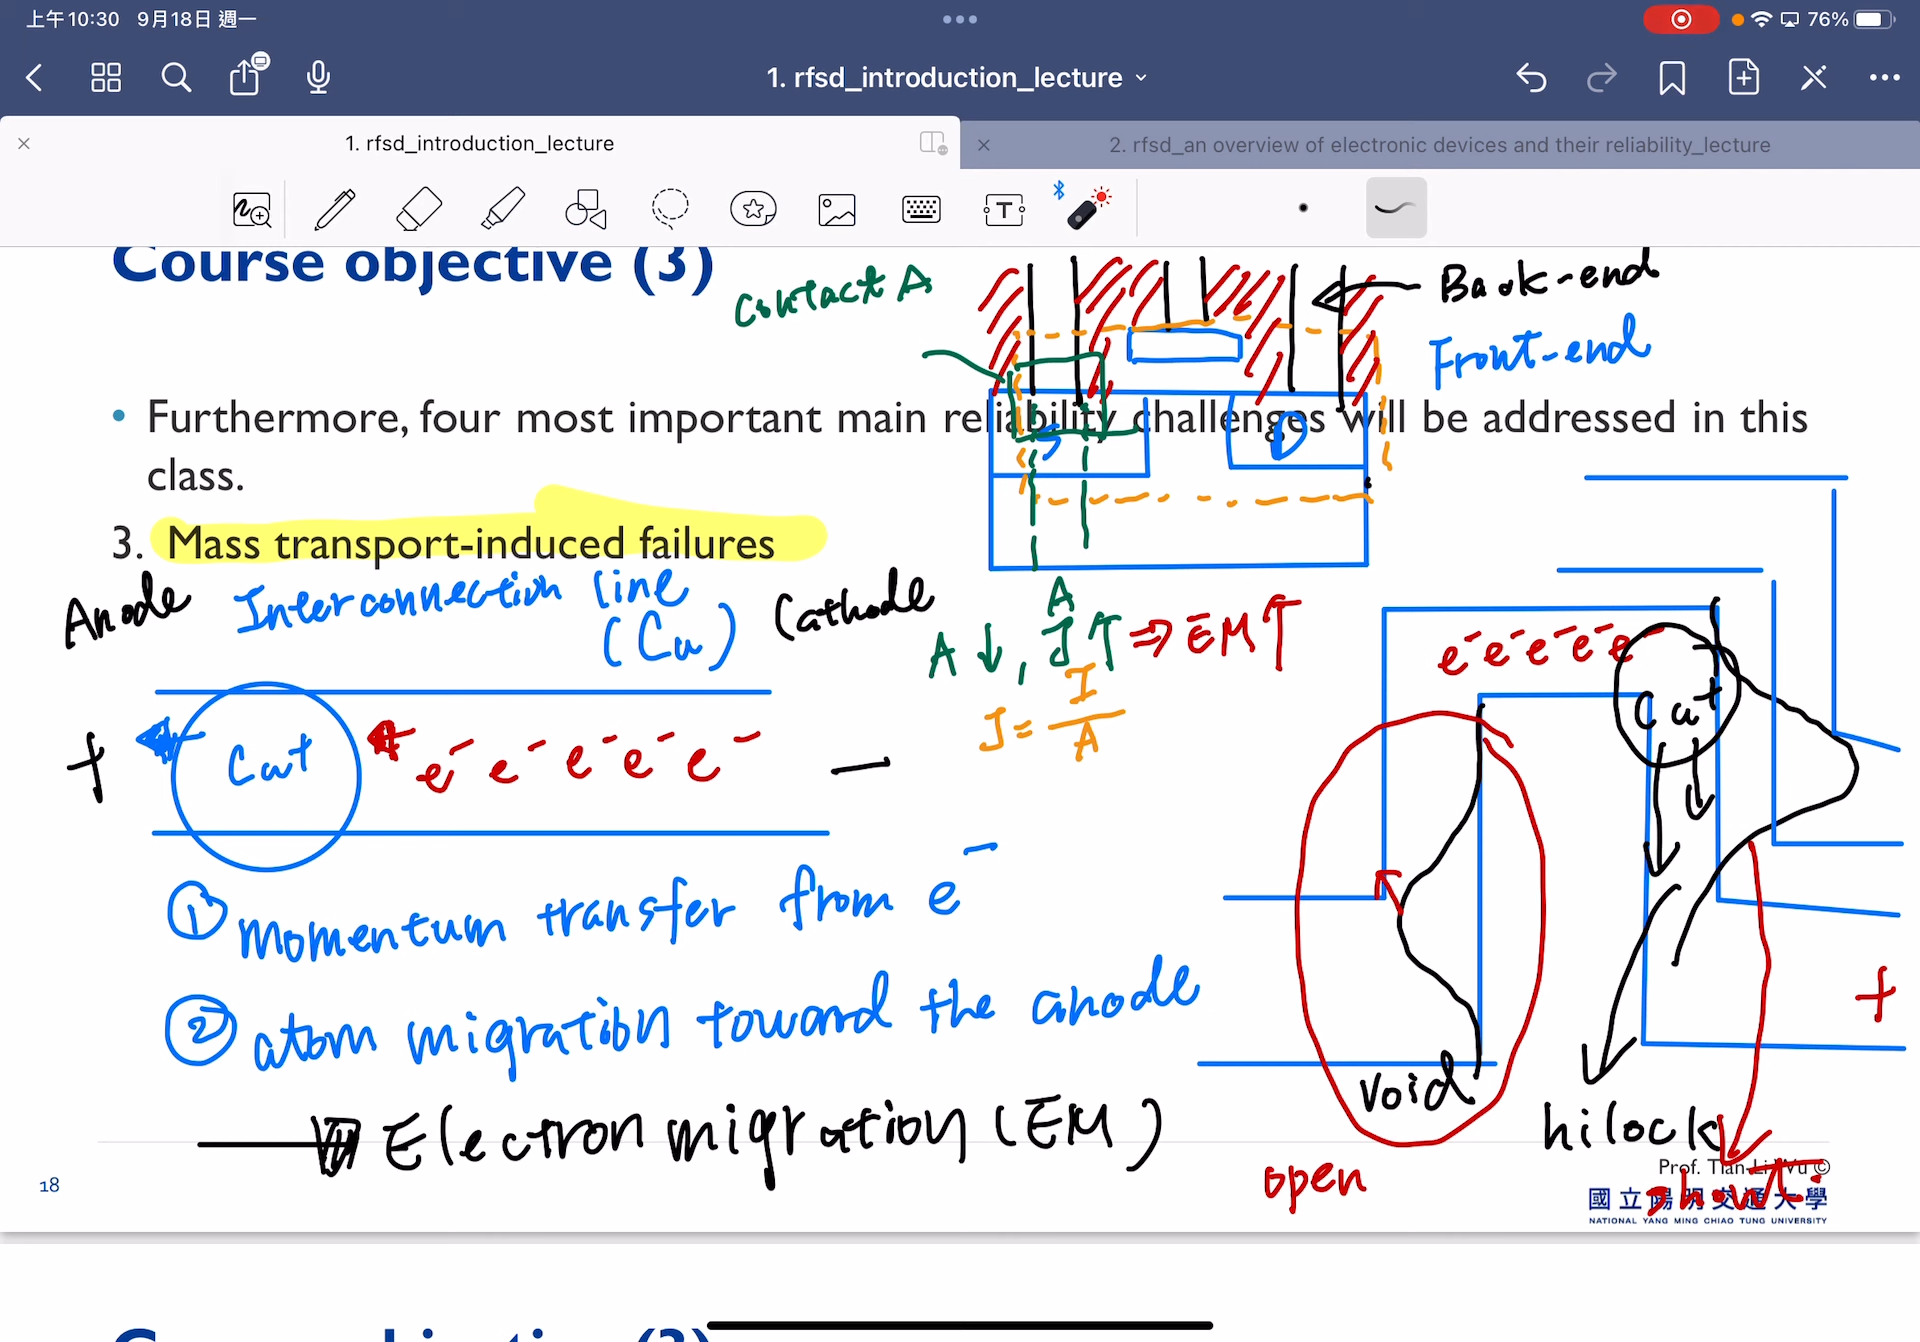 上午10:30 9月18日 週一
76%
1. rfsd_introduction_lecture
1. rfsd_introduction_lecture
2. rfsd_an overview of electronic devices and their reliability_lecture
T
Course objective (3)
Contact A
Back-end
Front-end
• Furthermore, four most important main reliability challenges will be addressed in this
class.
S
D
3. Mass transport-induced failures
Anode
Interconnection line
(Cu)
Cathode
A
A ↓, J ↑ ⇒ EM ↑
J = I / A
+
Cu+
e- e- e- e- e-
−
e- e- e- e- e-
Cu+
① momentum transfer from e-
② atom migration toward the anode
+
Void
Electron migration (EM)
hilock
open
short
18
Prof. Tian-Li Wu ©
國立陽明交通大學
NATIONAL YANG MING CHIAO TUNG UNIVERSITY